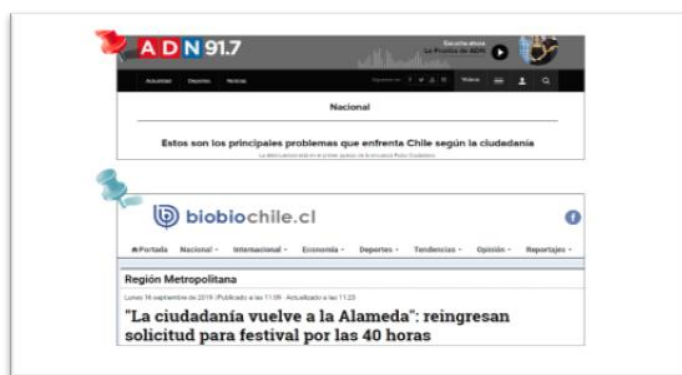 ADN 91.7
Actualidad Deportes Noticias
Nacional
Estos son los principales problemas que enfrenta Chile según la ciudadanía
biobiochile.cl
Portada Nacional Internacional Economía Deportes Tendencias Opinión Reportajes
Región Metropolitana
Lunes 16 septiembre de 2019 | Publicado a las 11:09 · Actualizado a las 11:23
"La ciudadanía vuelve a la Alameda": reingresan
solicitud para festival por las 40 horas